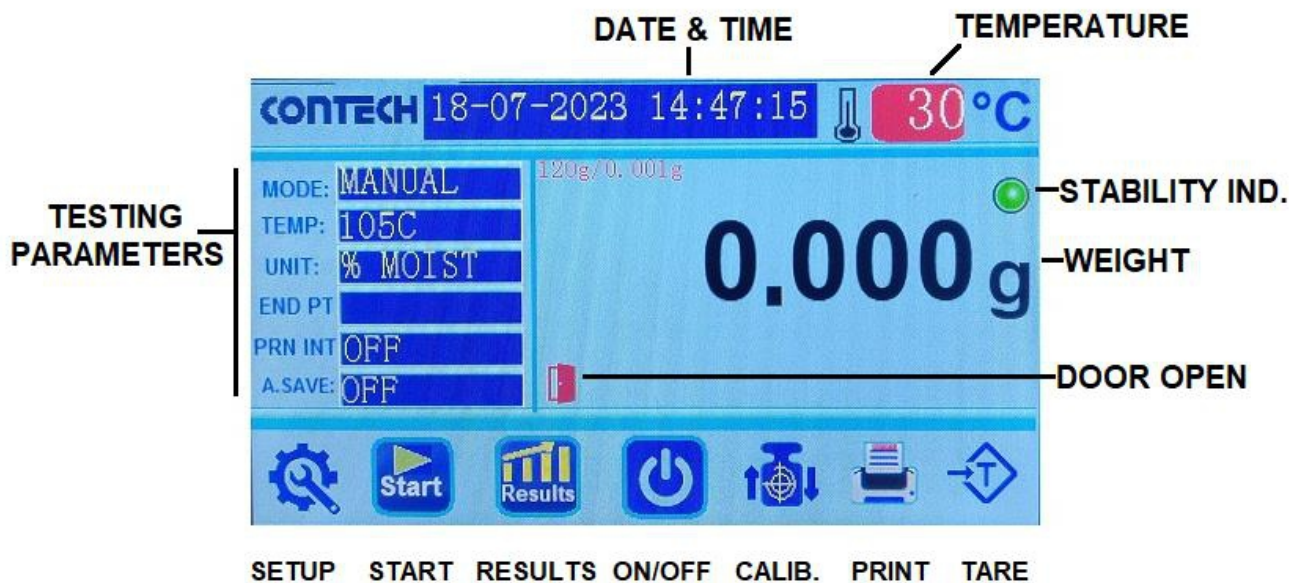 DATE & TIME TEMPERATURE
CONTECH 18-07-2023 14:47:15 30 °C
120g/0.001g
TESTING PARAMETERS
MODE: MANUAL
TEMP: 105C
UNIT: % MOIST
END PT
PRN INT OFF
A.SAVE: OFF
STABILITY IND.
0.000 g
WEIGHT
DOOR OPEN
Start Results T
SETUP START RESULTS ON/OFF CALIB. PRINT TARE